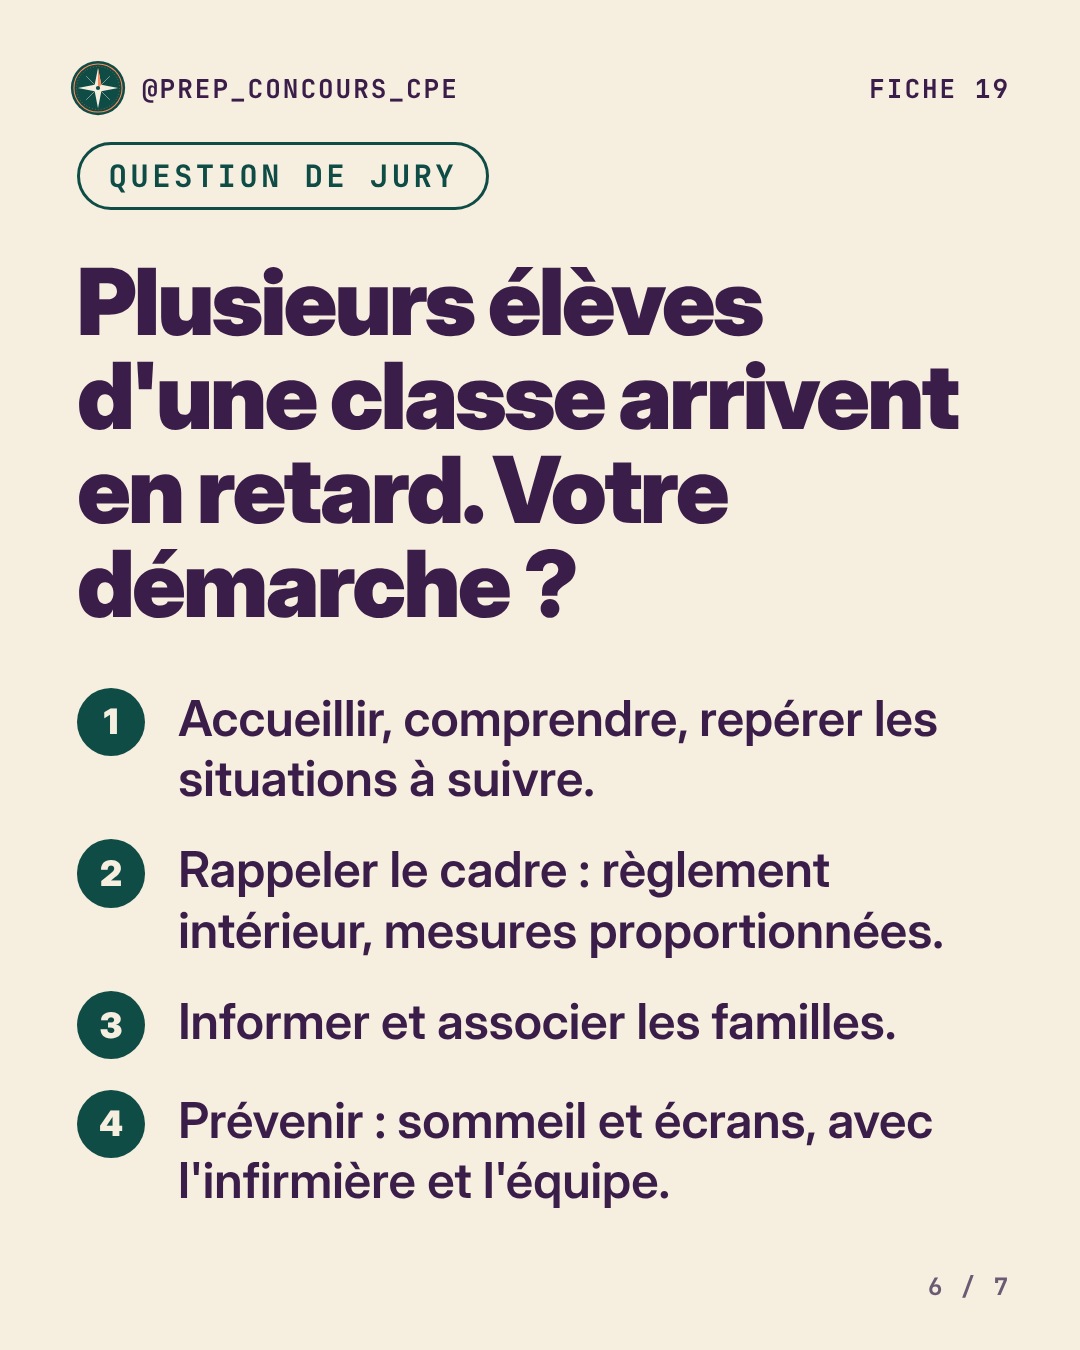 @PREP_CONCOURS_CPE
FICHE 19
QUESTION DE JURY
Plusieurs élèves
d'une classe arrivent
en retard. Votre
démarche ?
1 Accueillir, comprendre, repérer les
situations à suivre.
2 Rappeler le cadre : règlement
intérieur, mesures proportionnées.
3 Informer et associer les familles.
4 Prévenir : sommeil et écrans, avec
l'infirmière et l'équipe.
6 / 7